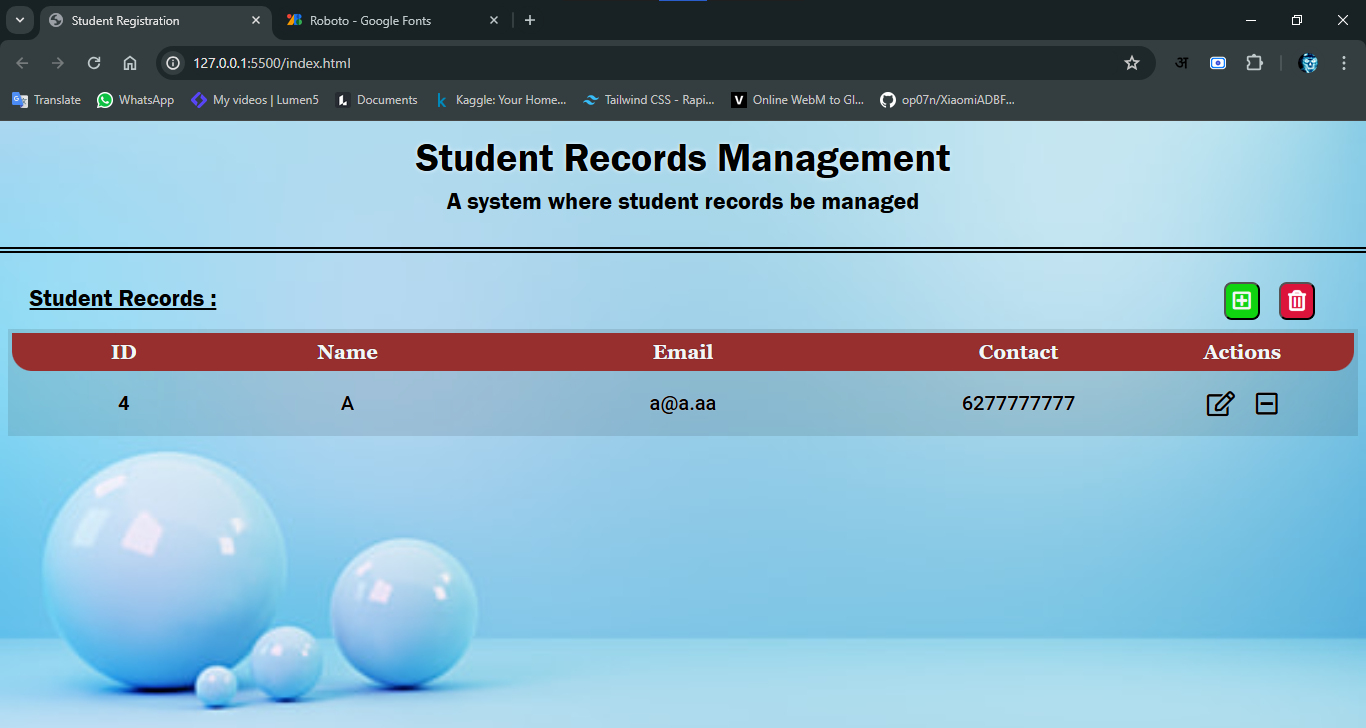 Student Registration
Roboto - Google Fonts
127.0.0.1:5500/index.html
अ
Translate WhatsApp My videos | Lumen5 Documents Kaggle: Your Home... Tailwind CSS - Rapi... V Online WebM to GI... op07n/XiaomiADBF...
Student Records Management
A system where student records be managed
Student Records :
ID Name Email Contact Actions
4 A a@a.aa 6277777777